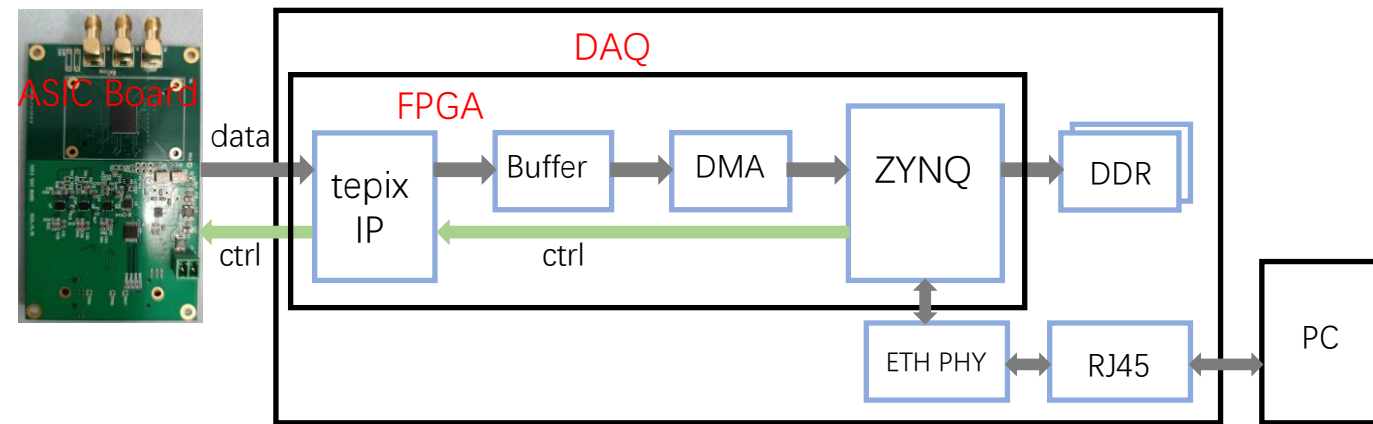 DAQ
ASIC Board
FPGA
data
tepix
IP
Buffer
DMA
ZYNQ
DDR
ctrl
ctrl
ETH PHY
RJ45
PC